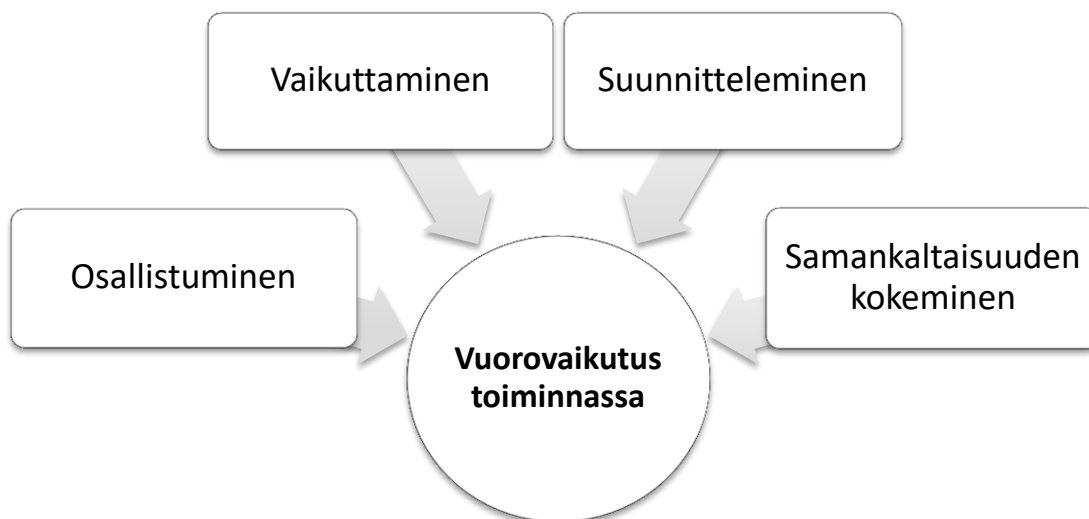 Vaikuttaminen
Suunnitteleminen
Osallistuminen
Samankaltaisuuden
kokeminen
Vuorovaikutus
toiminnassa